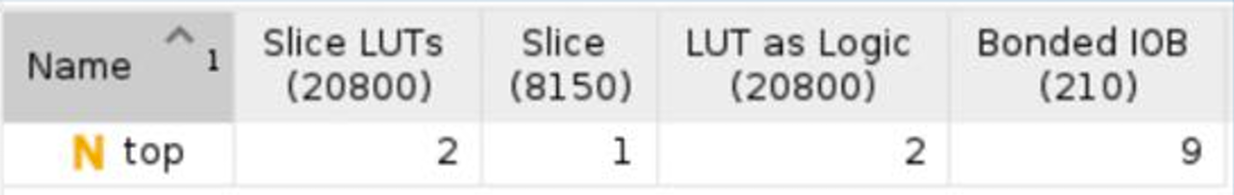 Name 1 Slice LUTs (20800) Slice (8150) LUT as Logic (20800) Bonded IOB (210)
N top 2 1 2 9